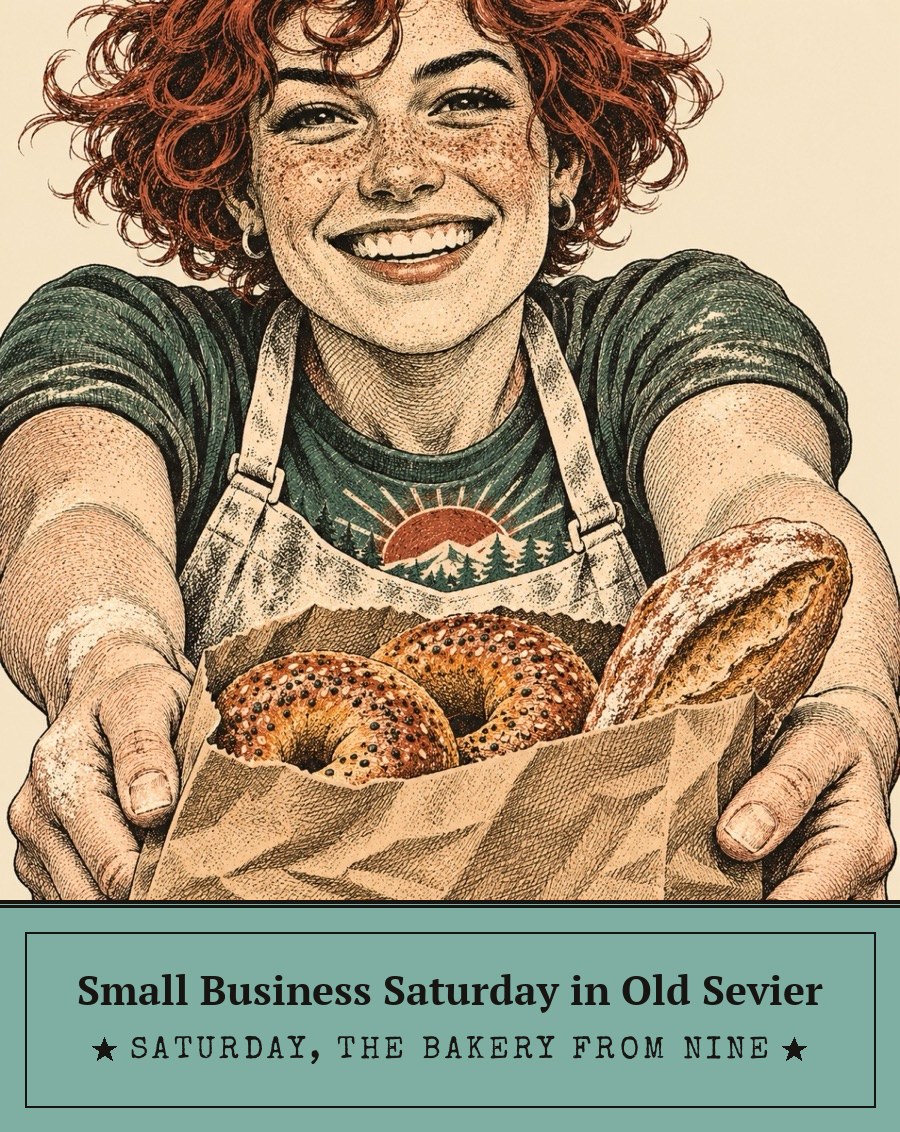 Small Business Saturday in Old Sevier
★ SATURDAY, THE BAKERY FROM NINE ★